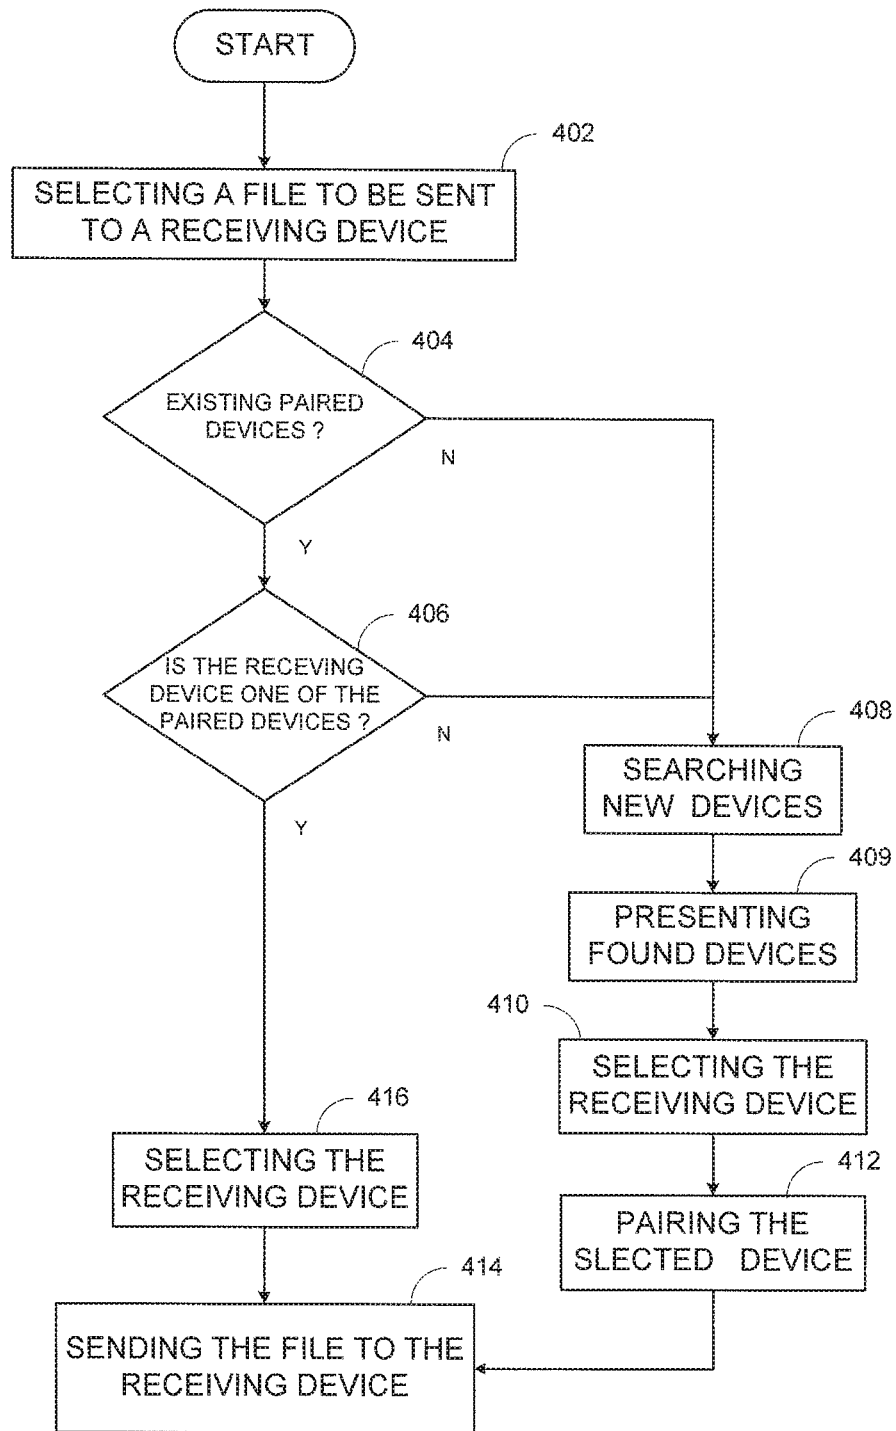 START
402
SELECTING A FILE TO BE SENT
TO A RECEIVING DEVICE
404
EXISTING PAIRED
DEVICES ?
N
Y
406
IS THE RECEVING
DEVICE ONE OF THE
PAIRED DEVICES ?
N
Y
408
SEARCHING
NEW DEVICES
409
PRESENTING
FOUND DEVICES
410
SELECTING THE
RECEIVING DEVICE
416
SELECTING THE
RECEIVING DEVICE
412
PAIRING THE
SLECTED DEVICE
414
SENDING THE FILE TO THE
RECEIVING DEVICE